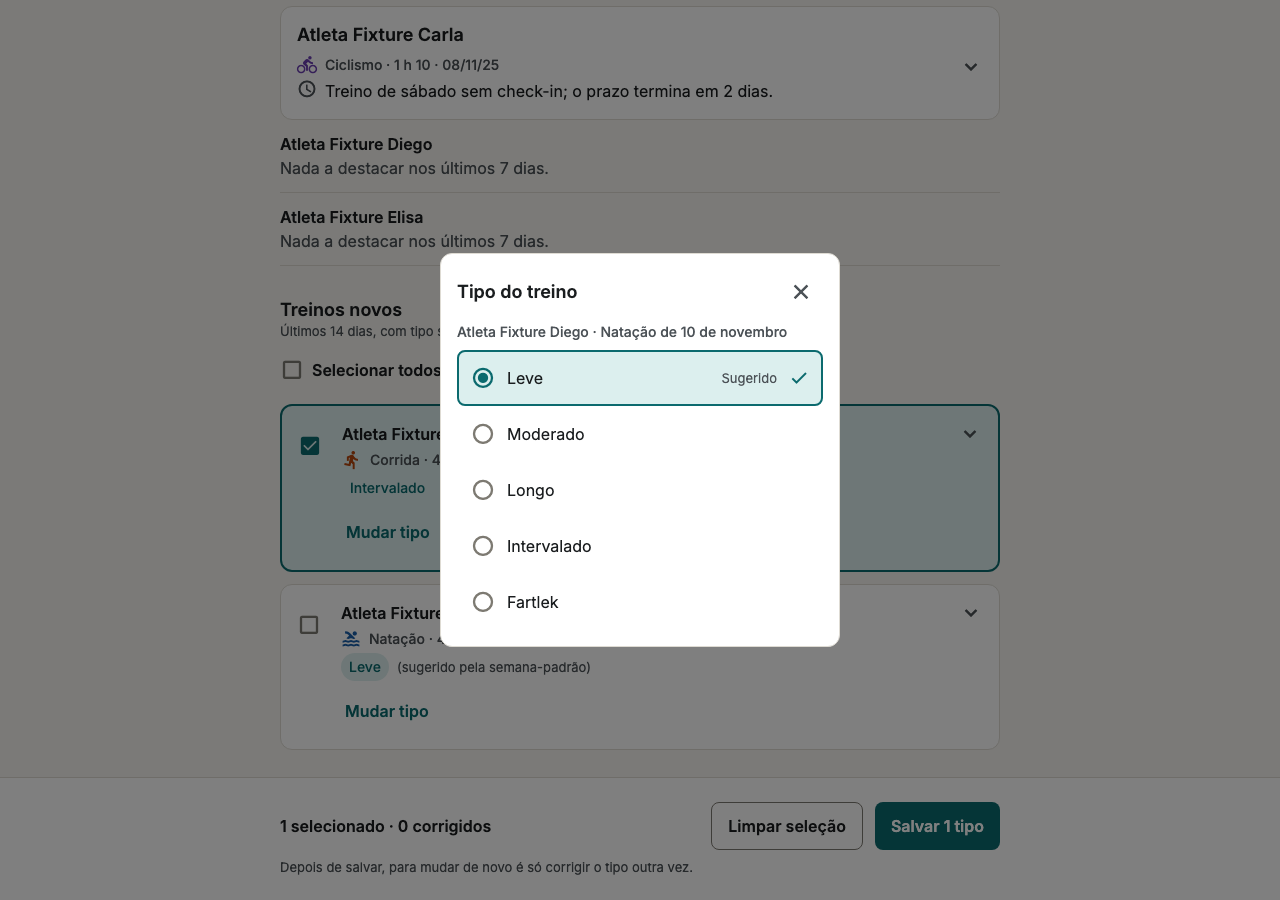 Atleta Fixture Carla
Ciclismo · 1 h 10 · 08/11/25
Treino de sábado sem check-in; o prazo termina em 2 dias.
Atleta Fixture Diego
Nada a destacar nos últimos 7 dias.
Atleta Fixture Elisa
Nada a destacar nos últimos 7 dias.
Tipo do treino
Atleta Fixture Diego · Natação de 10 de novembro
Leve Sugerido
Moderado
Longo
Intervalado
Fartlek
Treinos novos
Últimos 14 dias, com tipo
Selecionar todos
Atleta Fixture
Corrida · 4
Intervalado
Mudar tipo
Atleta Fixture
Natação · 4
Leve (sugerido pela semana-padrão)
Mudar tipo
1 selecionado · 0 corrigidos
Limpar seleção
Salvar 1 tipo
Depois de salvar, para mudar de novo é só corrigir o tipo outra vez.